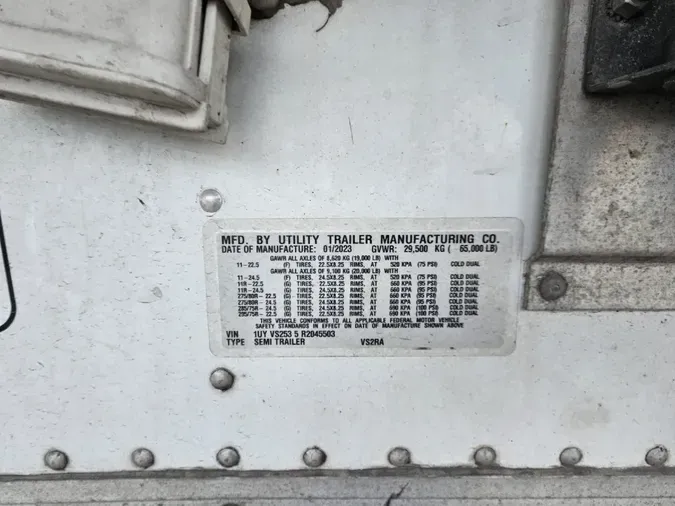 MFD. BY UTILITY TRAILER MANUFACTURING CO.
DATE OF MANUFACTURE: 01/2023 GVWR: 29,500 KG ( 65,000 LB)
GAWR ALL AXLES OF 8,620 KG (19,000 LB) WITH
11-22.5 (F) TIRES, 22.5X8.25 RIMS, AT 520 KPA (75 PSI) COLD DUAL
GAWR ALL AXLES OF 9,100 KG (20,000 LB) WITH
11-24.5 (F) TIRES, 24.5X8.25 RIMS, AT 520 KPA (75 PSI) COLD DUAL
11R-22.5 (G) TIRES, 22.5X8.25 RIMS, AT 660 KPA (95 PSI) COLD DUAL
11R-24.5 (G) TIRES, 24.5X8.25 RIMS, AT 660 KPA (95 PSI) COLD DUAL
275/80R- 22.5 (G) TIRES, 22.5X8.25 RIMS, AT 660 KPA (95 PSI) COLD DUAL
275/80R- 24.5 (G) TIRES, 24.5X8.25 RIMS, AT 660 KPA (95 PSI) COLD DUAL
285/75R- 24.5 (G) TIRES, 24.5X8.25 RIMS, AT 690 KPA (100 PSI) COLD DUAL
295/75R- 22.5 (G) TIRES, 22.5X8.25 RIMS, AT 690 KPA (100 PSI) COLD DUAL
THIS VEHICLE CONFORMS TO ALL APPLICABLE FEDERAL MOTOR VEHICLE
SAFETY STANDARDS IN EFFECT ON DATE OF MANUFACTURE SHOWN ABOVE
VIN 1UY VS253 5 R2045503
TYPE SEMI TRAILER VS2RA